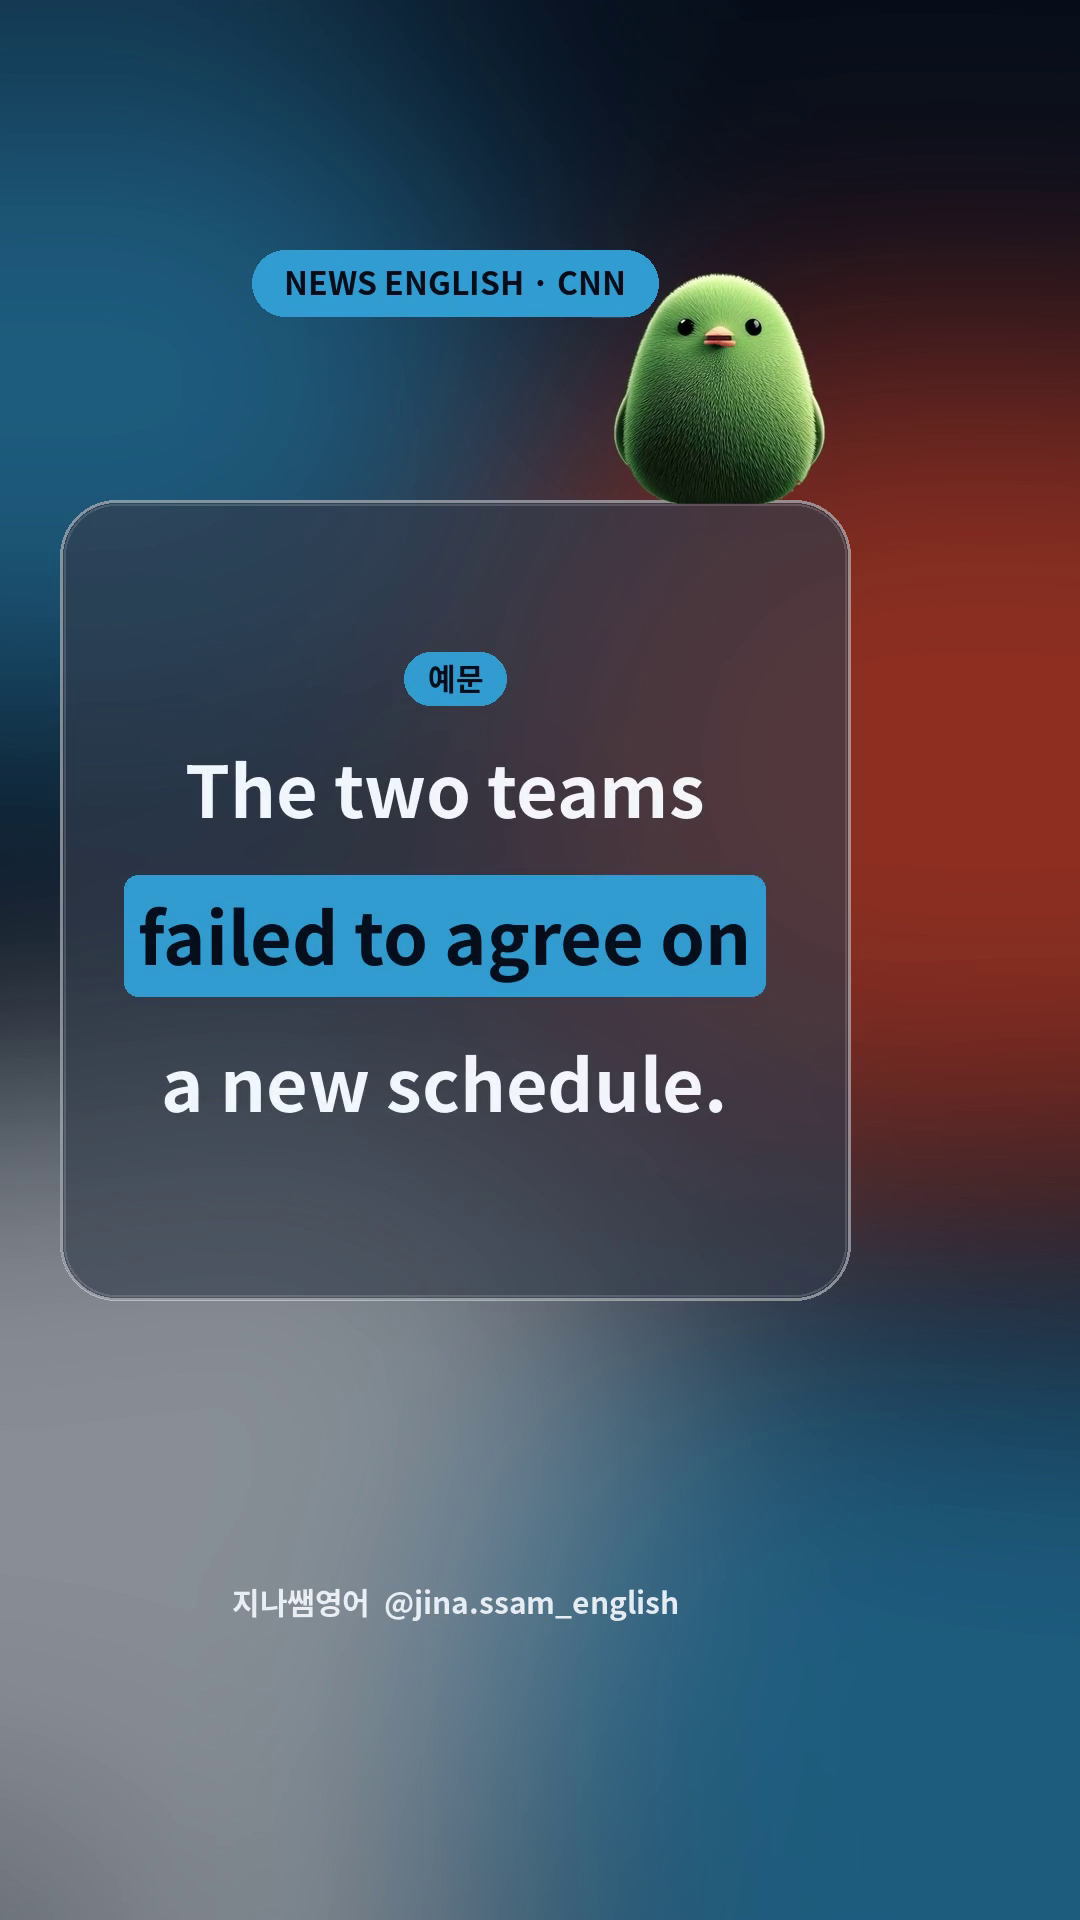 NEWS ENGLISH · CNN
예문
The two teams
failed to agree on
a new schedule.
지나쌤영어 @jina.ssam_english